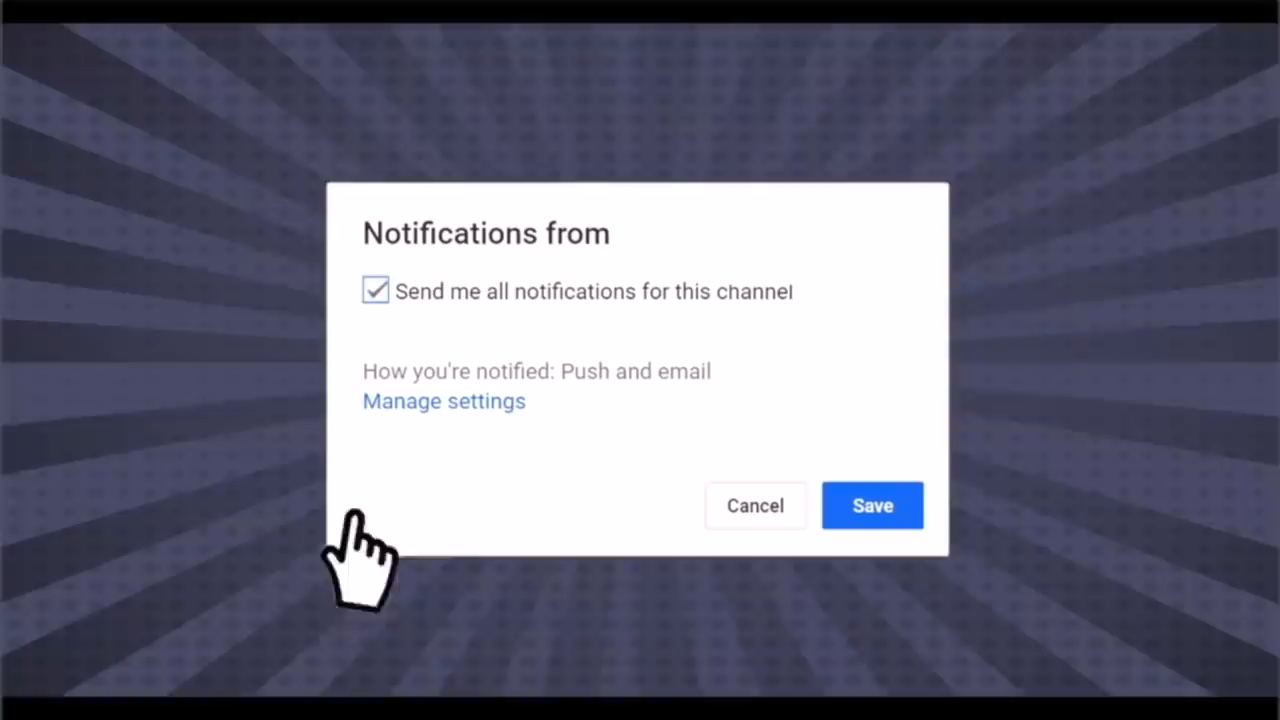 Notifications from
Send me all notifications for this channel
How you're notified: Push and email
Manage settings
Cancel
Save